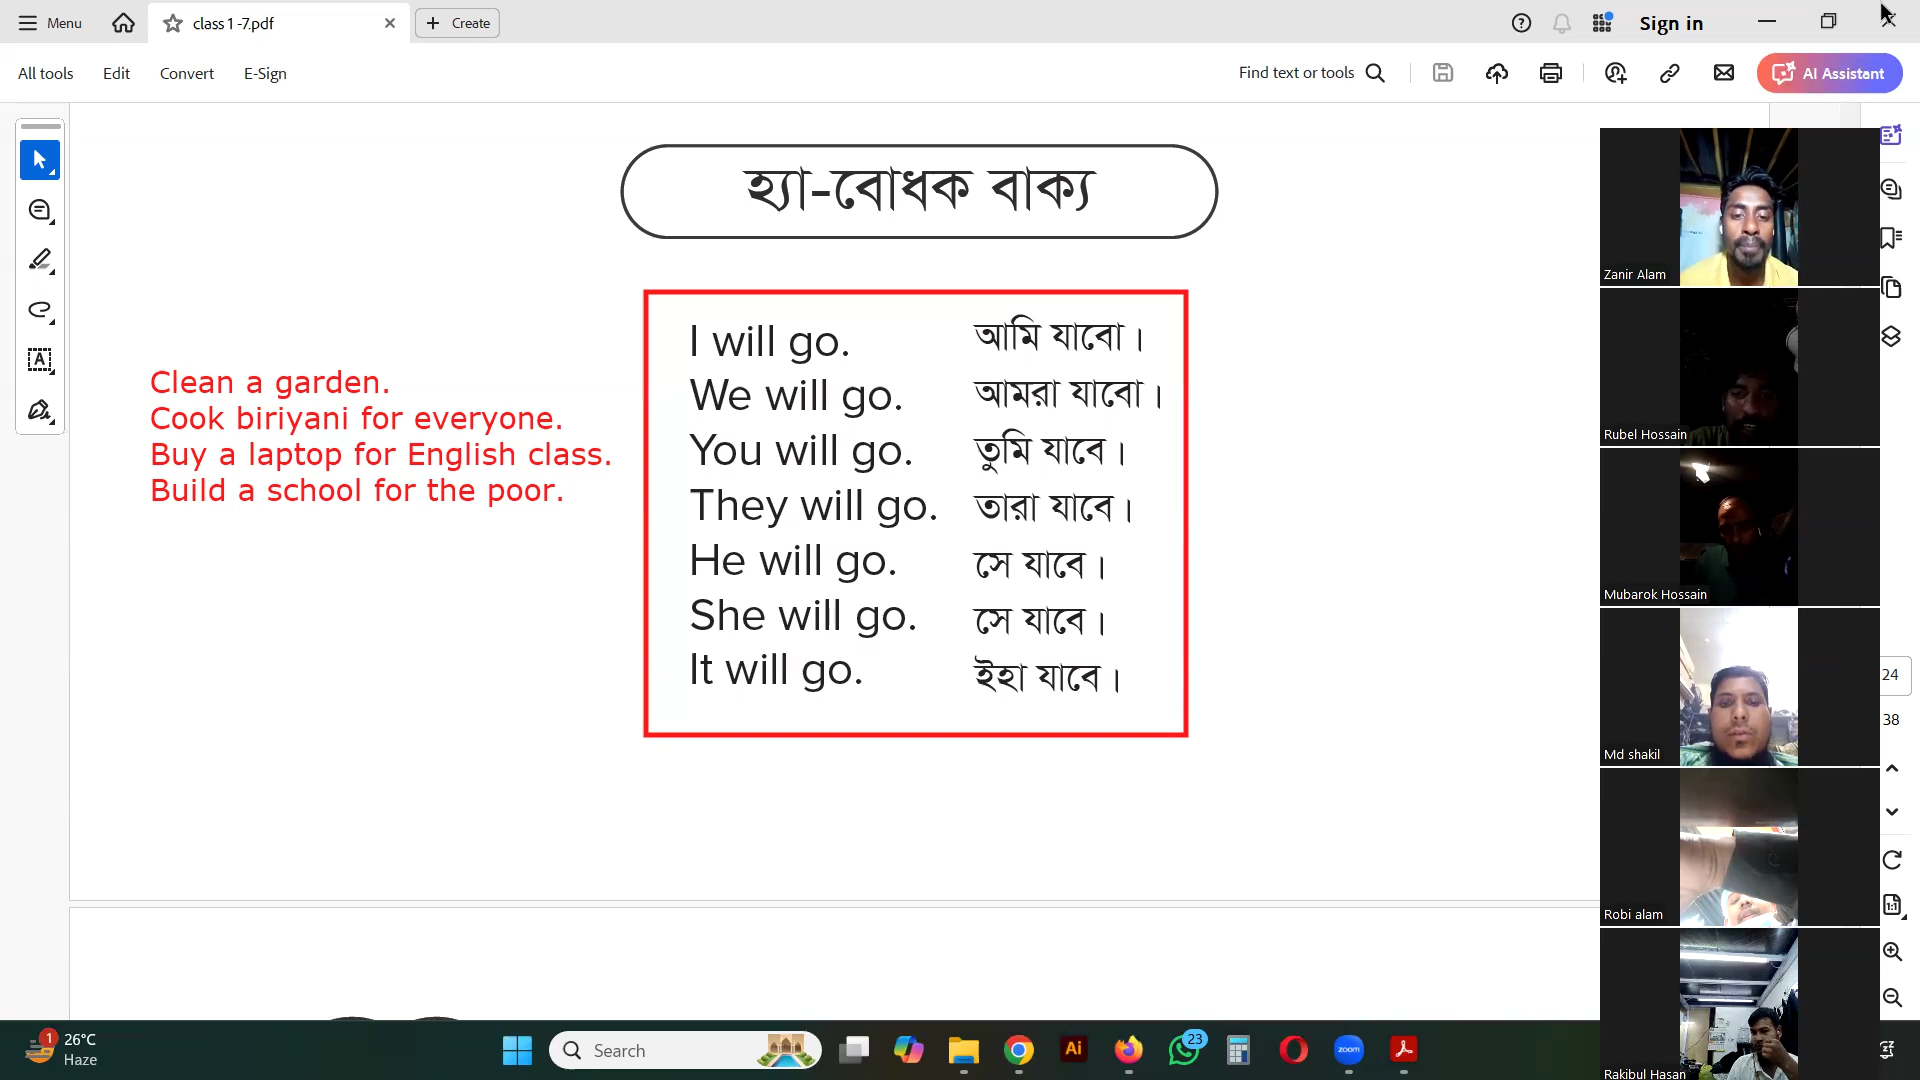 Menu
class 1 -7.pdf
Create
Sign in
All tools
Edit
Convert
E-Sign
Find text or tools
AI Assistant
হ্যা-বোধক বাক্য
I will go. আমি যাবো।
We will go. আমরা যাবো।
You will go. তুমি যাবে।
They will go. তারা যাবে।
He will go. সে যাবে।
She will go. সে যাবে।
It will go. ইহা যাবে।
Clean a garden.
Cook biriyani for everyone.
Buy a laptop for English class.
Build a school for the poor.
Zanir Alam
Rubel Hossain
Mubarok Hossain
Md shakil
Robi alam
Rakibul Hasan
24
38
1:1
1
26°C
Haze
Search
Ai
23
zoom